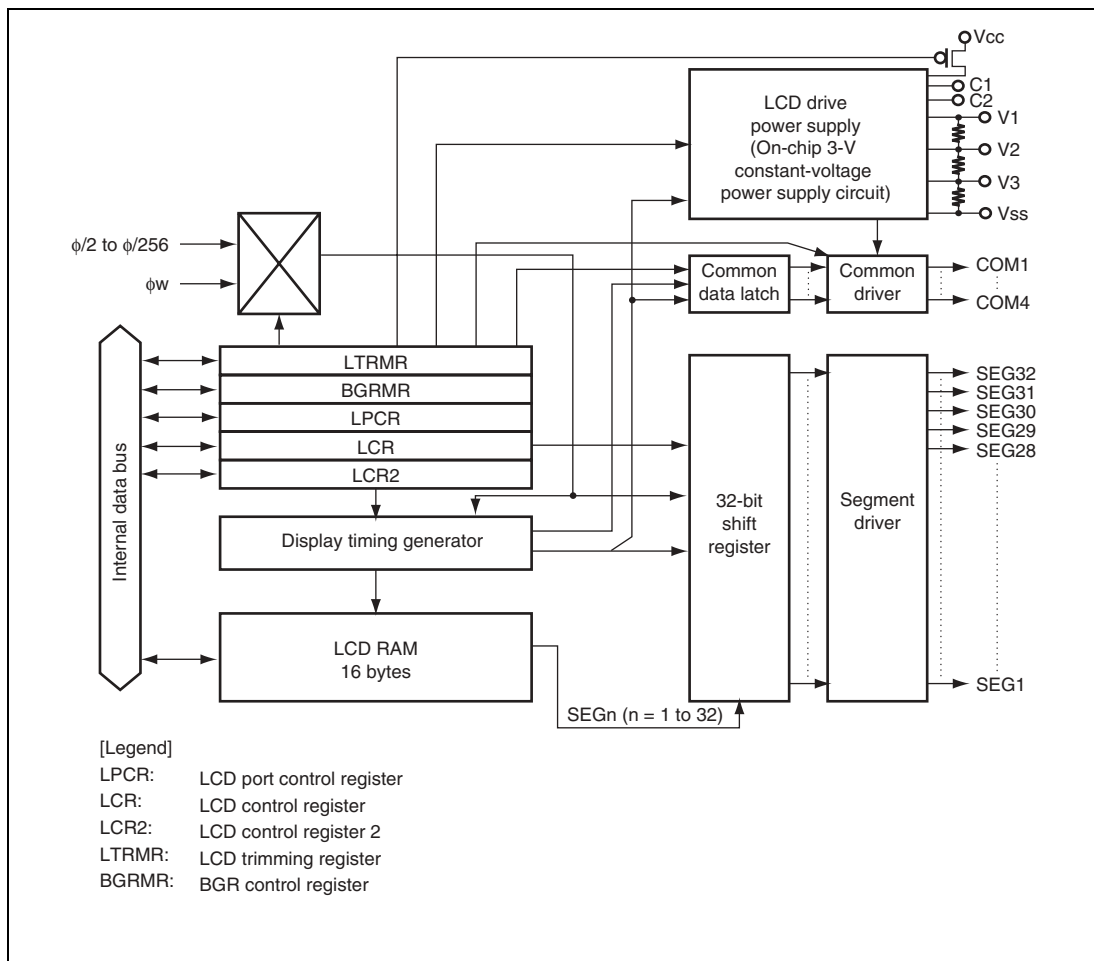 Vcc
C1
C2
V1
V2
V3
Vss
LCD drive
power supply
(On-chip 3-V
constant-voltage
power supply circuit)
ϕ/2 to ϕ/256
ϕw
Common
data latch
Common
driver
COM1
COM4
Internal data bus
LTRMR
BGRMR
LPCR
LCR
LCR2
Display timing generator
LCD RAM
16 bytes
32-bit
shift
register
Segment
driver
SEG32
SEG31
SEG30
SEG29
SEG28
SEG1
SEGn (n = 1 to 32)
[Legend]
LPCR: LCD port control register
LCR: LCD control register
LCR2: LCD control register 2
LTRMR: LCD trimming register
BGRMR: BGR control register